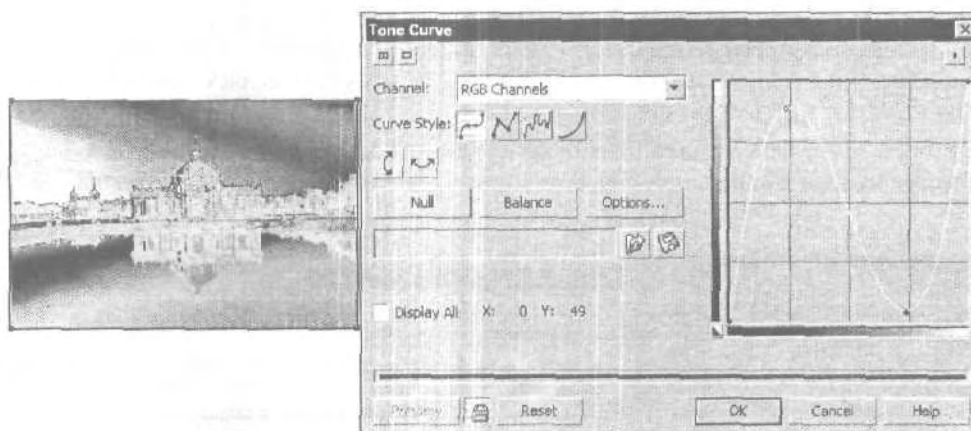 Tone Curve
Channel: RGB Channels
Curve Style:
Null Balance Options...
Display All X: 0 Y: 49
Preview Reset OK Cancel Help